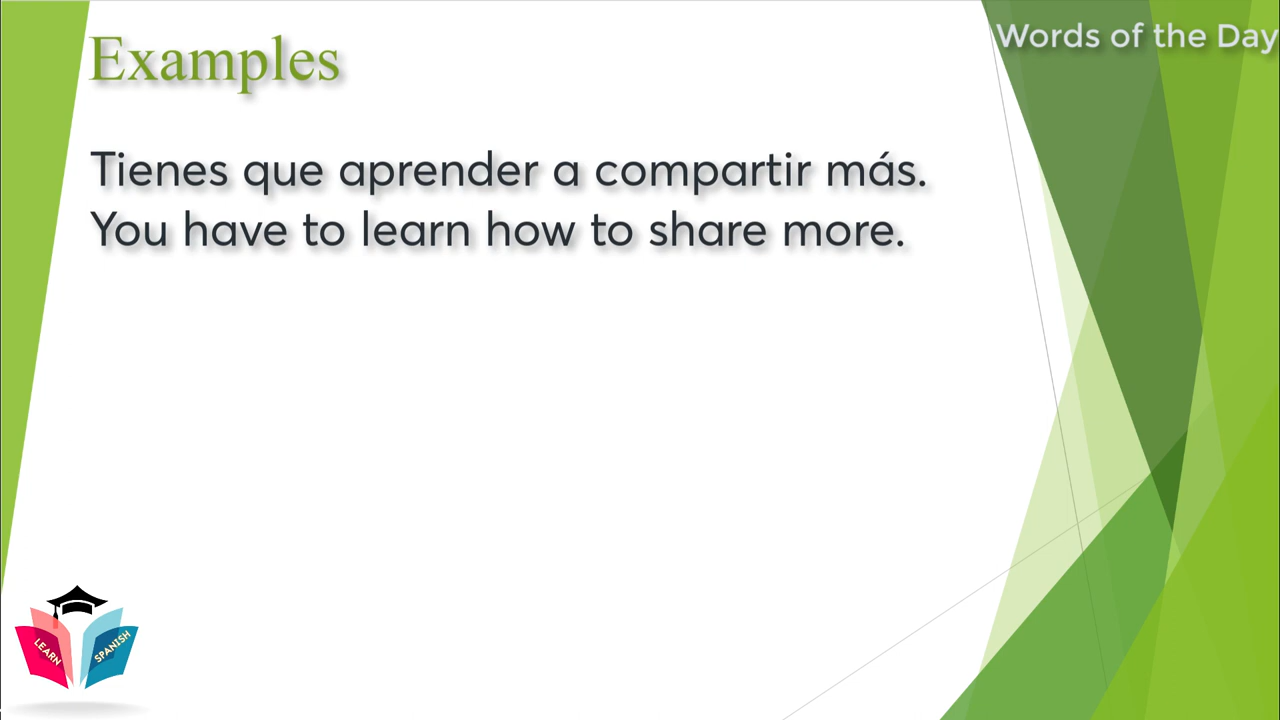 Words of the Day
Examples
Tienes que aprender a compartir más.
You have to learn how to share more.
LEARN
SPANISH